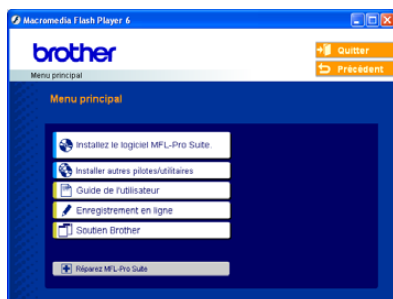 Macromedia Flash Player 6
brother
Quitter
Menu principal
Précédent
Menu principal
Installez le logiciel MFL-Pro Suite.
Installer autres pilotes/utilitaires
Guide de l'utilisateur
Enregistrement en ligne
Soutien Brother
Réparez MFL-Pro Suite